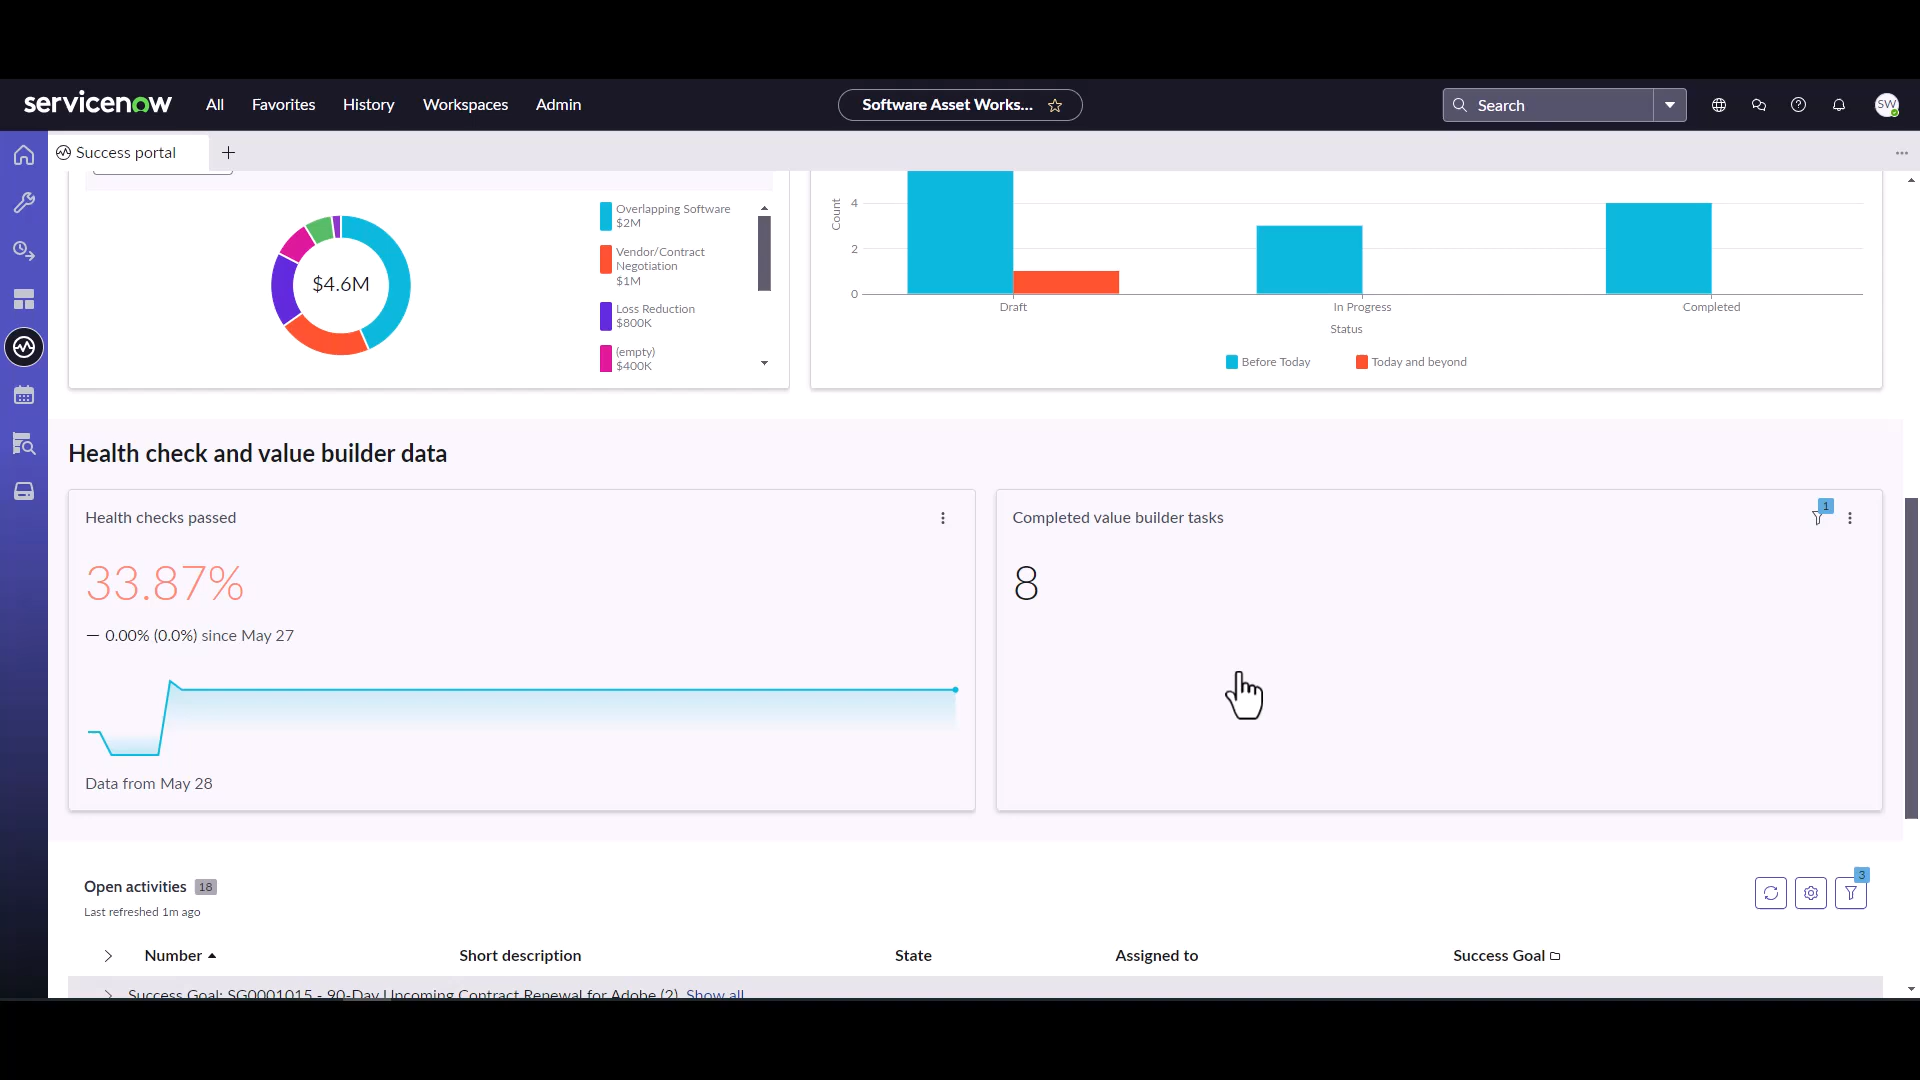 servicenow All Favorites History Workspaces Admin Software Asset Works... Search SW
Success portal
Overlapping Software
$2M
Vendor/Contract
Negotiation
$1M
Loss Reduction
$800K
(empty)
$400K
$4.6M
Count
4
2
0
Draft In Progress Completed
Status
Before Today Today and beyond
Health check and value builder data
Health checks passed
33.87%
— 0.00% (0.0%) since May 27
Data from May 28
Completed value builder tasks
1
8
Open activities 18
Last refreshed 1m ago
3
Number Short description State Assigned to Success Goal
Success Goal: SG0001015 - 90-Day Upcoming Contract Renewal for Adobe (2) Show all